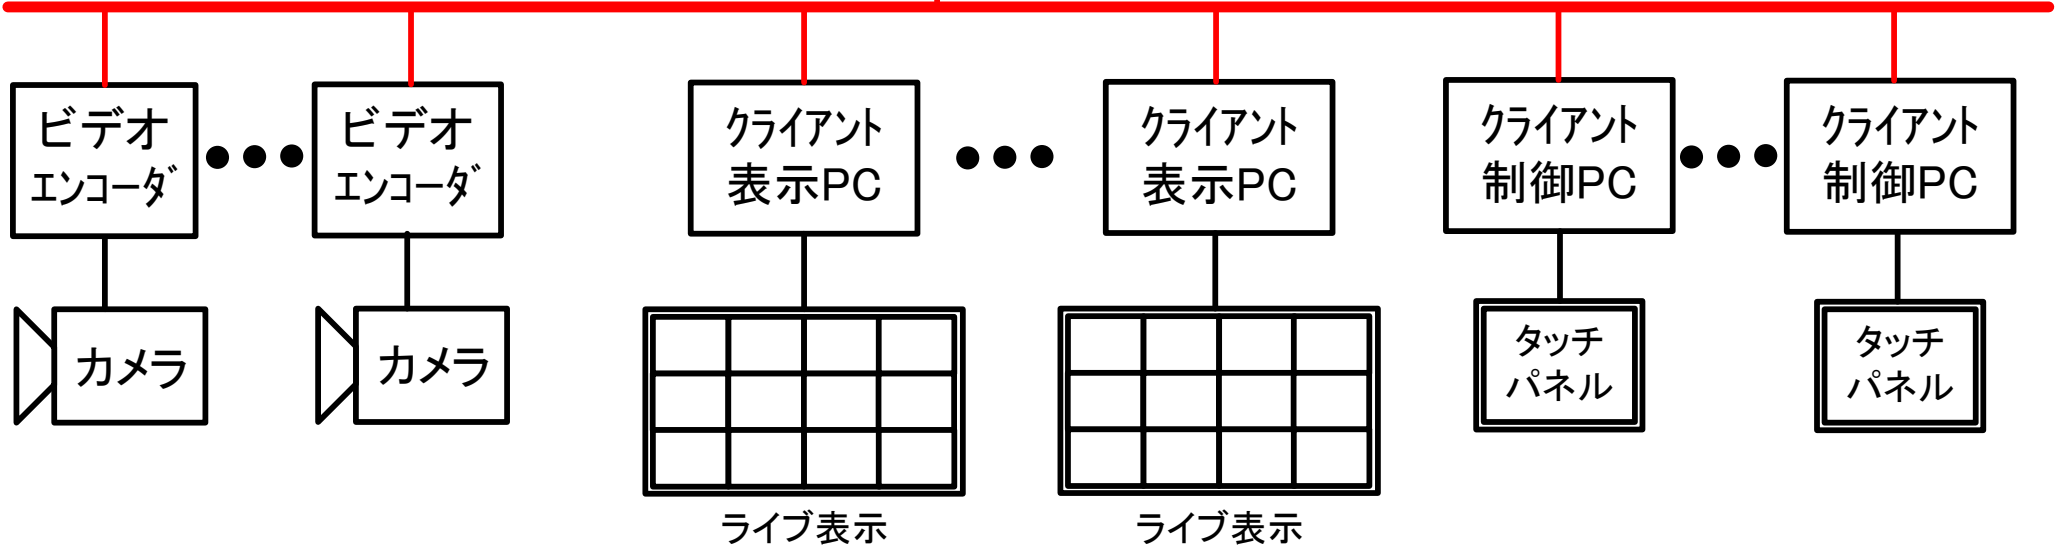 ビデオ
エンコーダ
ビデオ
エンコーダ
クライアント
表示PC
クライアント
表示PC
クライアント
制御PC
クライアント
制御PC
カメラ
カメラ
タッチ
パネル
タッチ
パネル
ライブ表示
ライブ表示